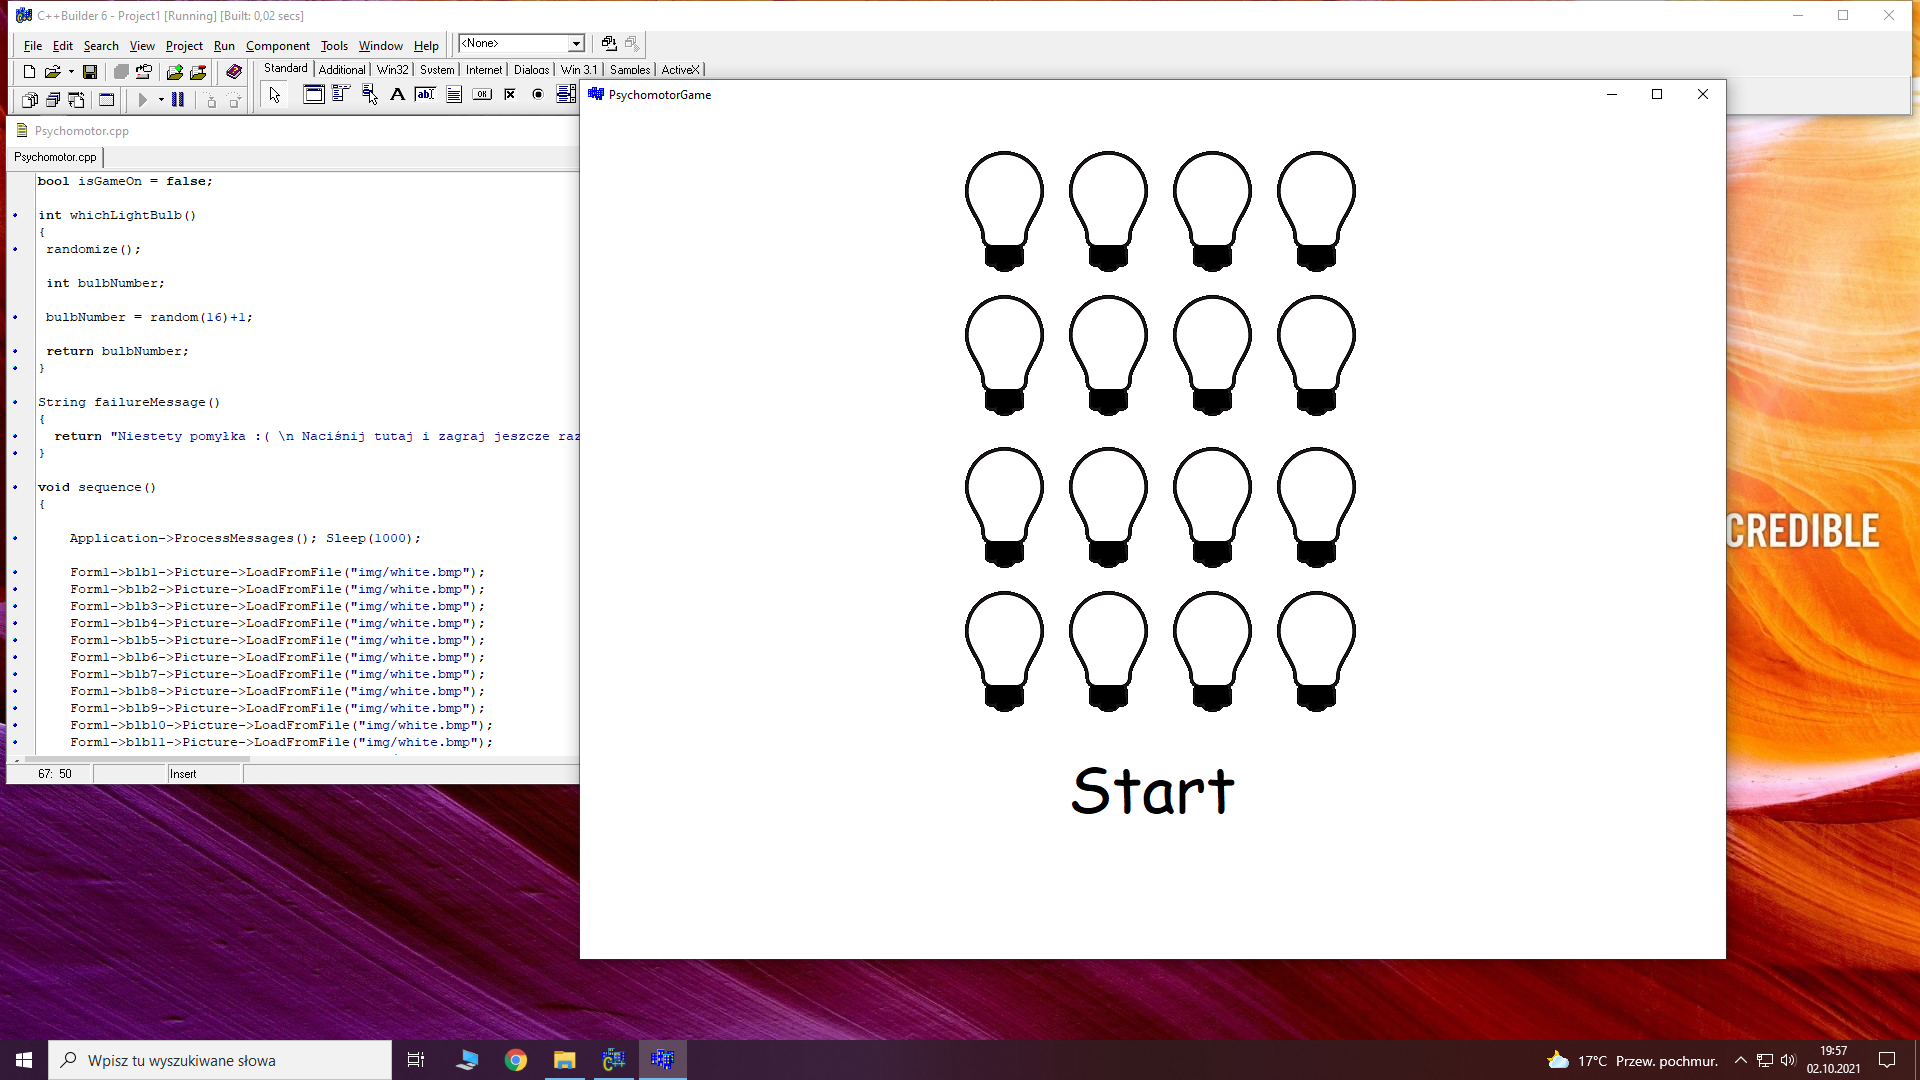 C++Builder 6 - Project1 [Running] [Built: 0,02 secs]
File Edit Search View Project Run Component Tools Window Help
<None>
Standard Additional Win32 System Internet Dialogs Win 3.1 Samples ActiveX
A ab OK
PsychomotorGame
Psychomotor.cpp
Psychomotor.cpp
bool isGameOn = false;
int whichLightBulb()
{
randomize();
int bulbNumber;
bulbNumber = random(16)+1;
return bulbNumber;
}
String failureMessage()
{
return "Niestety pomyłka :( \n Naciśnij tutaj i zagraj jeszcze raz
}
void sequence()
{
Application->ProcessMessages(); Sleep(1000);
Form1->blb1->Picture->LoadFromFile("img/white.bmp");
Form1->blb2->Picture->LoadFromFile("img/white.bmp");
Form1->blb3->Picture->LoadFromFile("img/white.bmp");
Form1->blb4->Picture->LoadFromFile("img/white.bmp");
Form1->blb5->Picture->LoadFromFile("img/white.bmp");
Form1->blb6->Picture->LoadFromFile("img/white.bmp");
Form1->blb7->Picture->LoadFromFile("img/white.bmp");
Form1->blb8->Picture->LoadFromFile("img/white.bmp");
Form1->blb9->Picture->LoadFromFile("img/white.bmp");
Form1->blb10->Picture->LoadFromFile("img/white.bmp");
Form1->blb11->Picture->LoadFromFile("img/white.bmp");
67: 50 Insert
Start
CREDIBLE
Wpisz tu wyszukiwane słowa
17°C Przew. pochmur.
19:57
02.10.2021